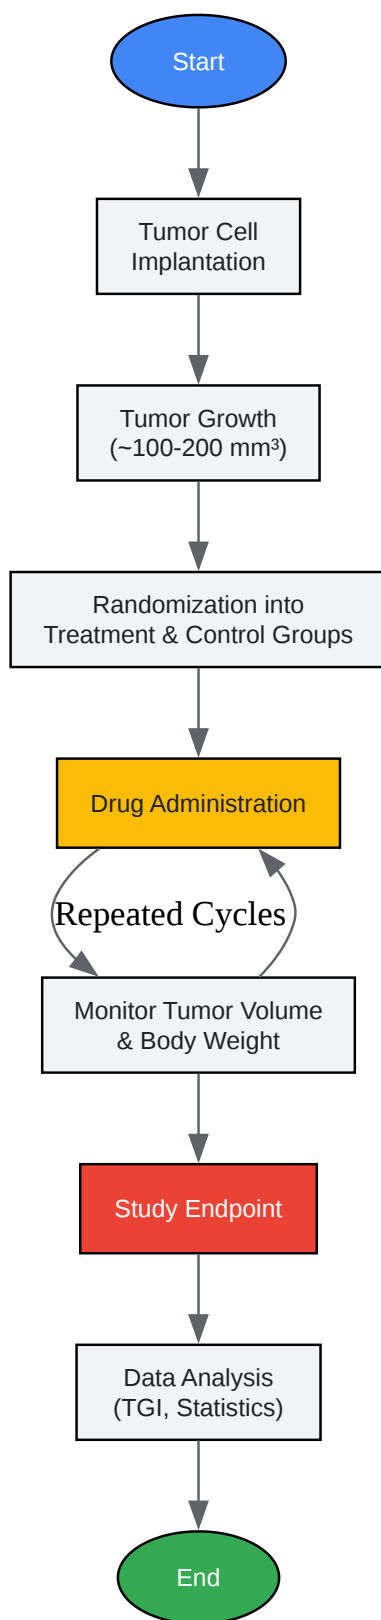 Start
Tumor Cell
Implantation
Tumor Growth
(~100-200 mm³)
Randomization into
Treatment & Control Groups
Drug Administration
Repeated Cycles
Monitor Tumor Volume
& Body Weight
Study Endpoint
Data Analysis
(TGI, Statistics)
End